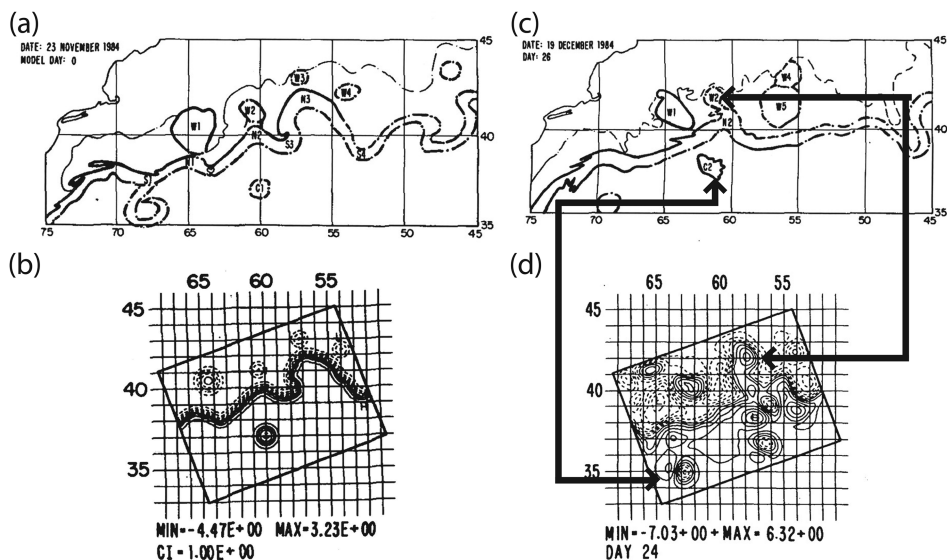 (a)
DATE: 23 NOVEMBER 1984
MODEL DAY: 0
45
40
35
W1
W2
W3
W4
N1
N2
N3
S1
S3
C1
75
70
65
60
55
50
45
(c)
DATE: 19 DECEMBER 1984
DAY: 26
45
40
35
W1
W2
W4
W5
N2
C2
75
70
65
60
55
50
45
(b)
65
60
55
45
40
35
MIN=-4.47E+00 MAX=3.23E+00
CI = 1.00E+00
(d)
65
60
55
45
40
35
MIN=-7.03+00+MAX= 6.32+00
DAY 24